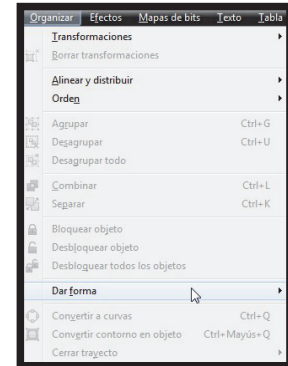 Organizar Efectos Mapas de bits Texto Tabla
Transformaciones
Borrar transformaciones
Alinear y distribuir
Orden
Agrupar Ctrl+G
Desagrupar Ctrl+U
Desagrupar todo
Combinar Ctrl+L
Separar Ctrl+K
Bloquear objeto
Desbloquear objeto
Desbloquear todos los objetos
Dar forma
Convertir a curvas Ctrl+Q
Convertir contorno en objeto Ctrl+Mayús+Q
Cerrar trayecto